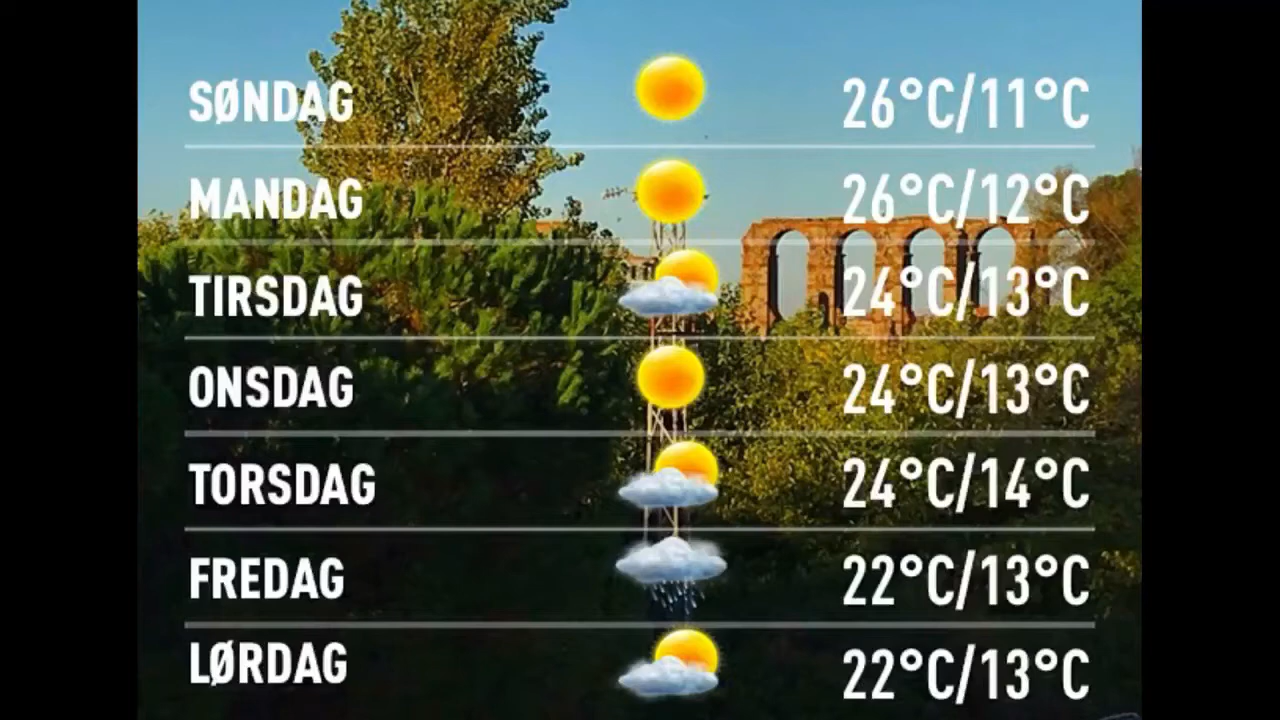 SØNDAG 26°C/11°C
MANDAG 26°C/12°C
TIRSDAG 24°C/13°C
ONSDAG 24°C/13°C
TORSDAG 24°C/14°C
FREDAG 22°C/13°C
LØRDAG 22°C/13°C